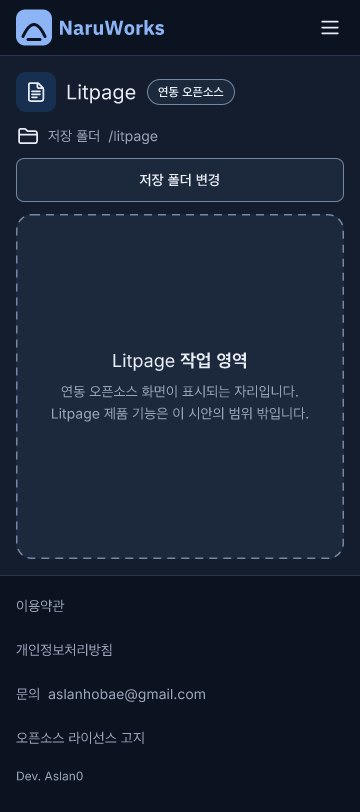 NaruWorks
Litpage 연동 오픈소스
저장 폴더 /litpage
저장 폴더 변경
Litpage 작업 영역
연동 오픈소스 화면이 표시되는 자리입니다.
Litpage 제품 기능은 이 시안의 범위 밖입니다.
이용약관
개인정보처리방침
문의 aslanhobae@gmail.com
오픈소스 라이선스 고지
Dev. Aslan0